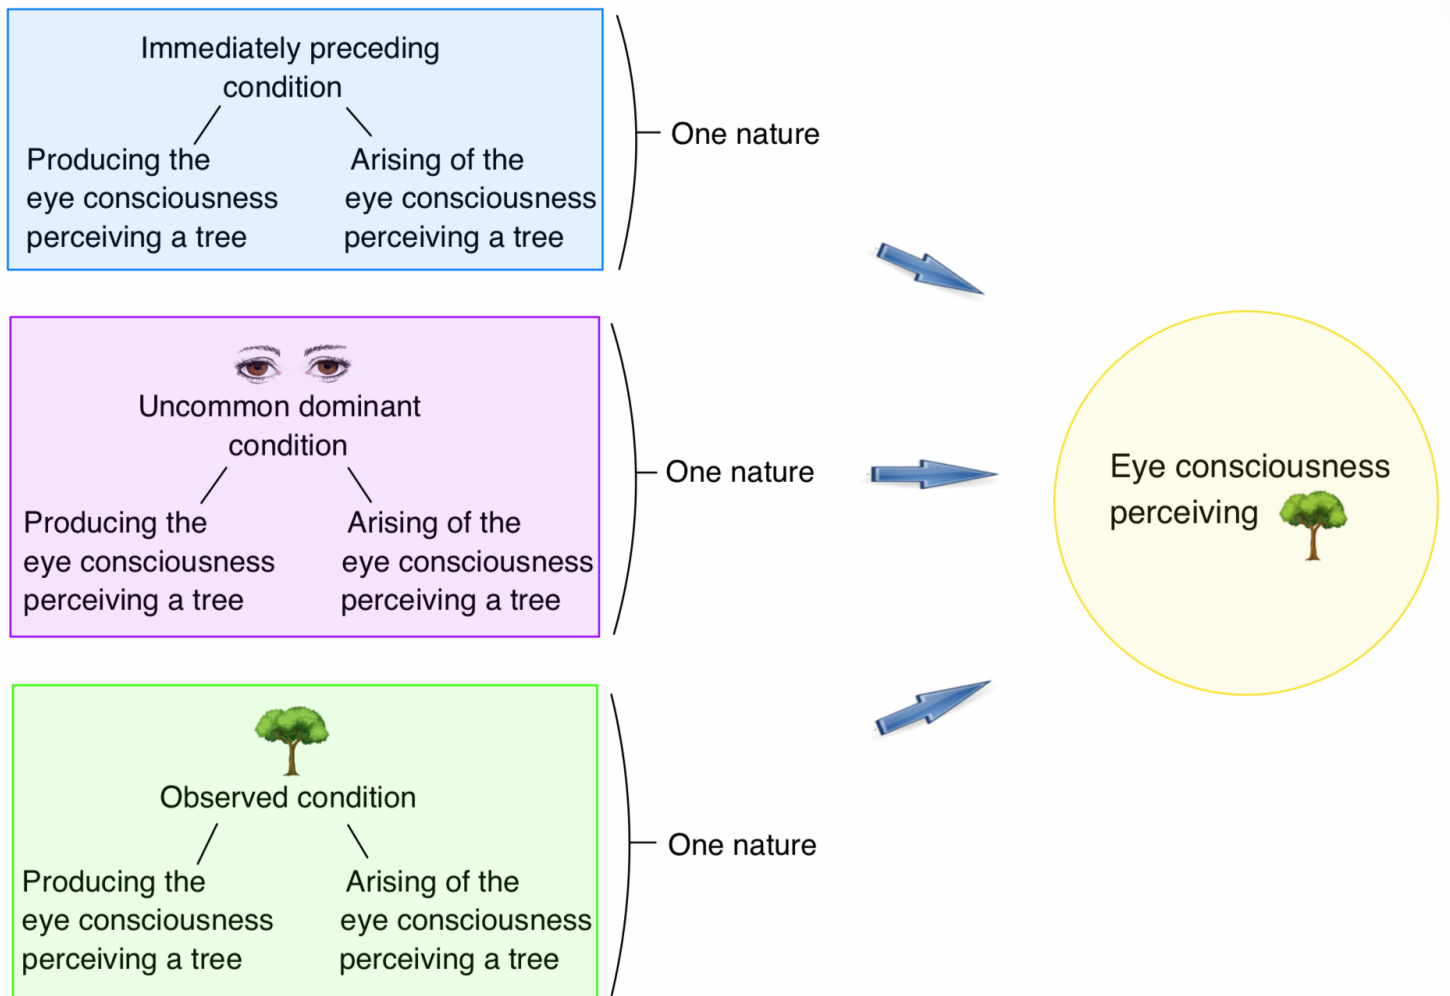 Immediately preceding
condition
Producing the
eye consciousness
perceiving a tree
Arising of the
eye consciousness
perceiving a tree
One nature
Uncommon dominant
condition
Producing the
eye consciousness
perceiving a tree
Arising of the
eye consciousness
perceiving a tree
One nature
Observed condition
Producing the
eye consciousness
perceiving a tree
Arising of the
eye consciousness
perceiving a tree
One nature
Eye consciousness
perceiving